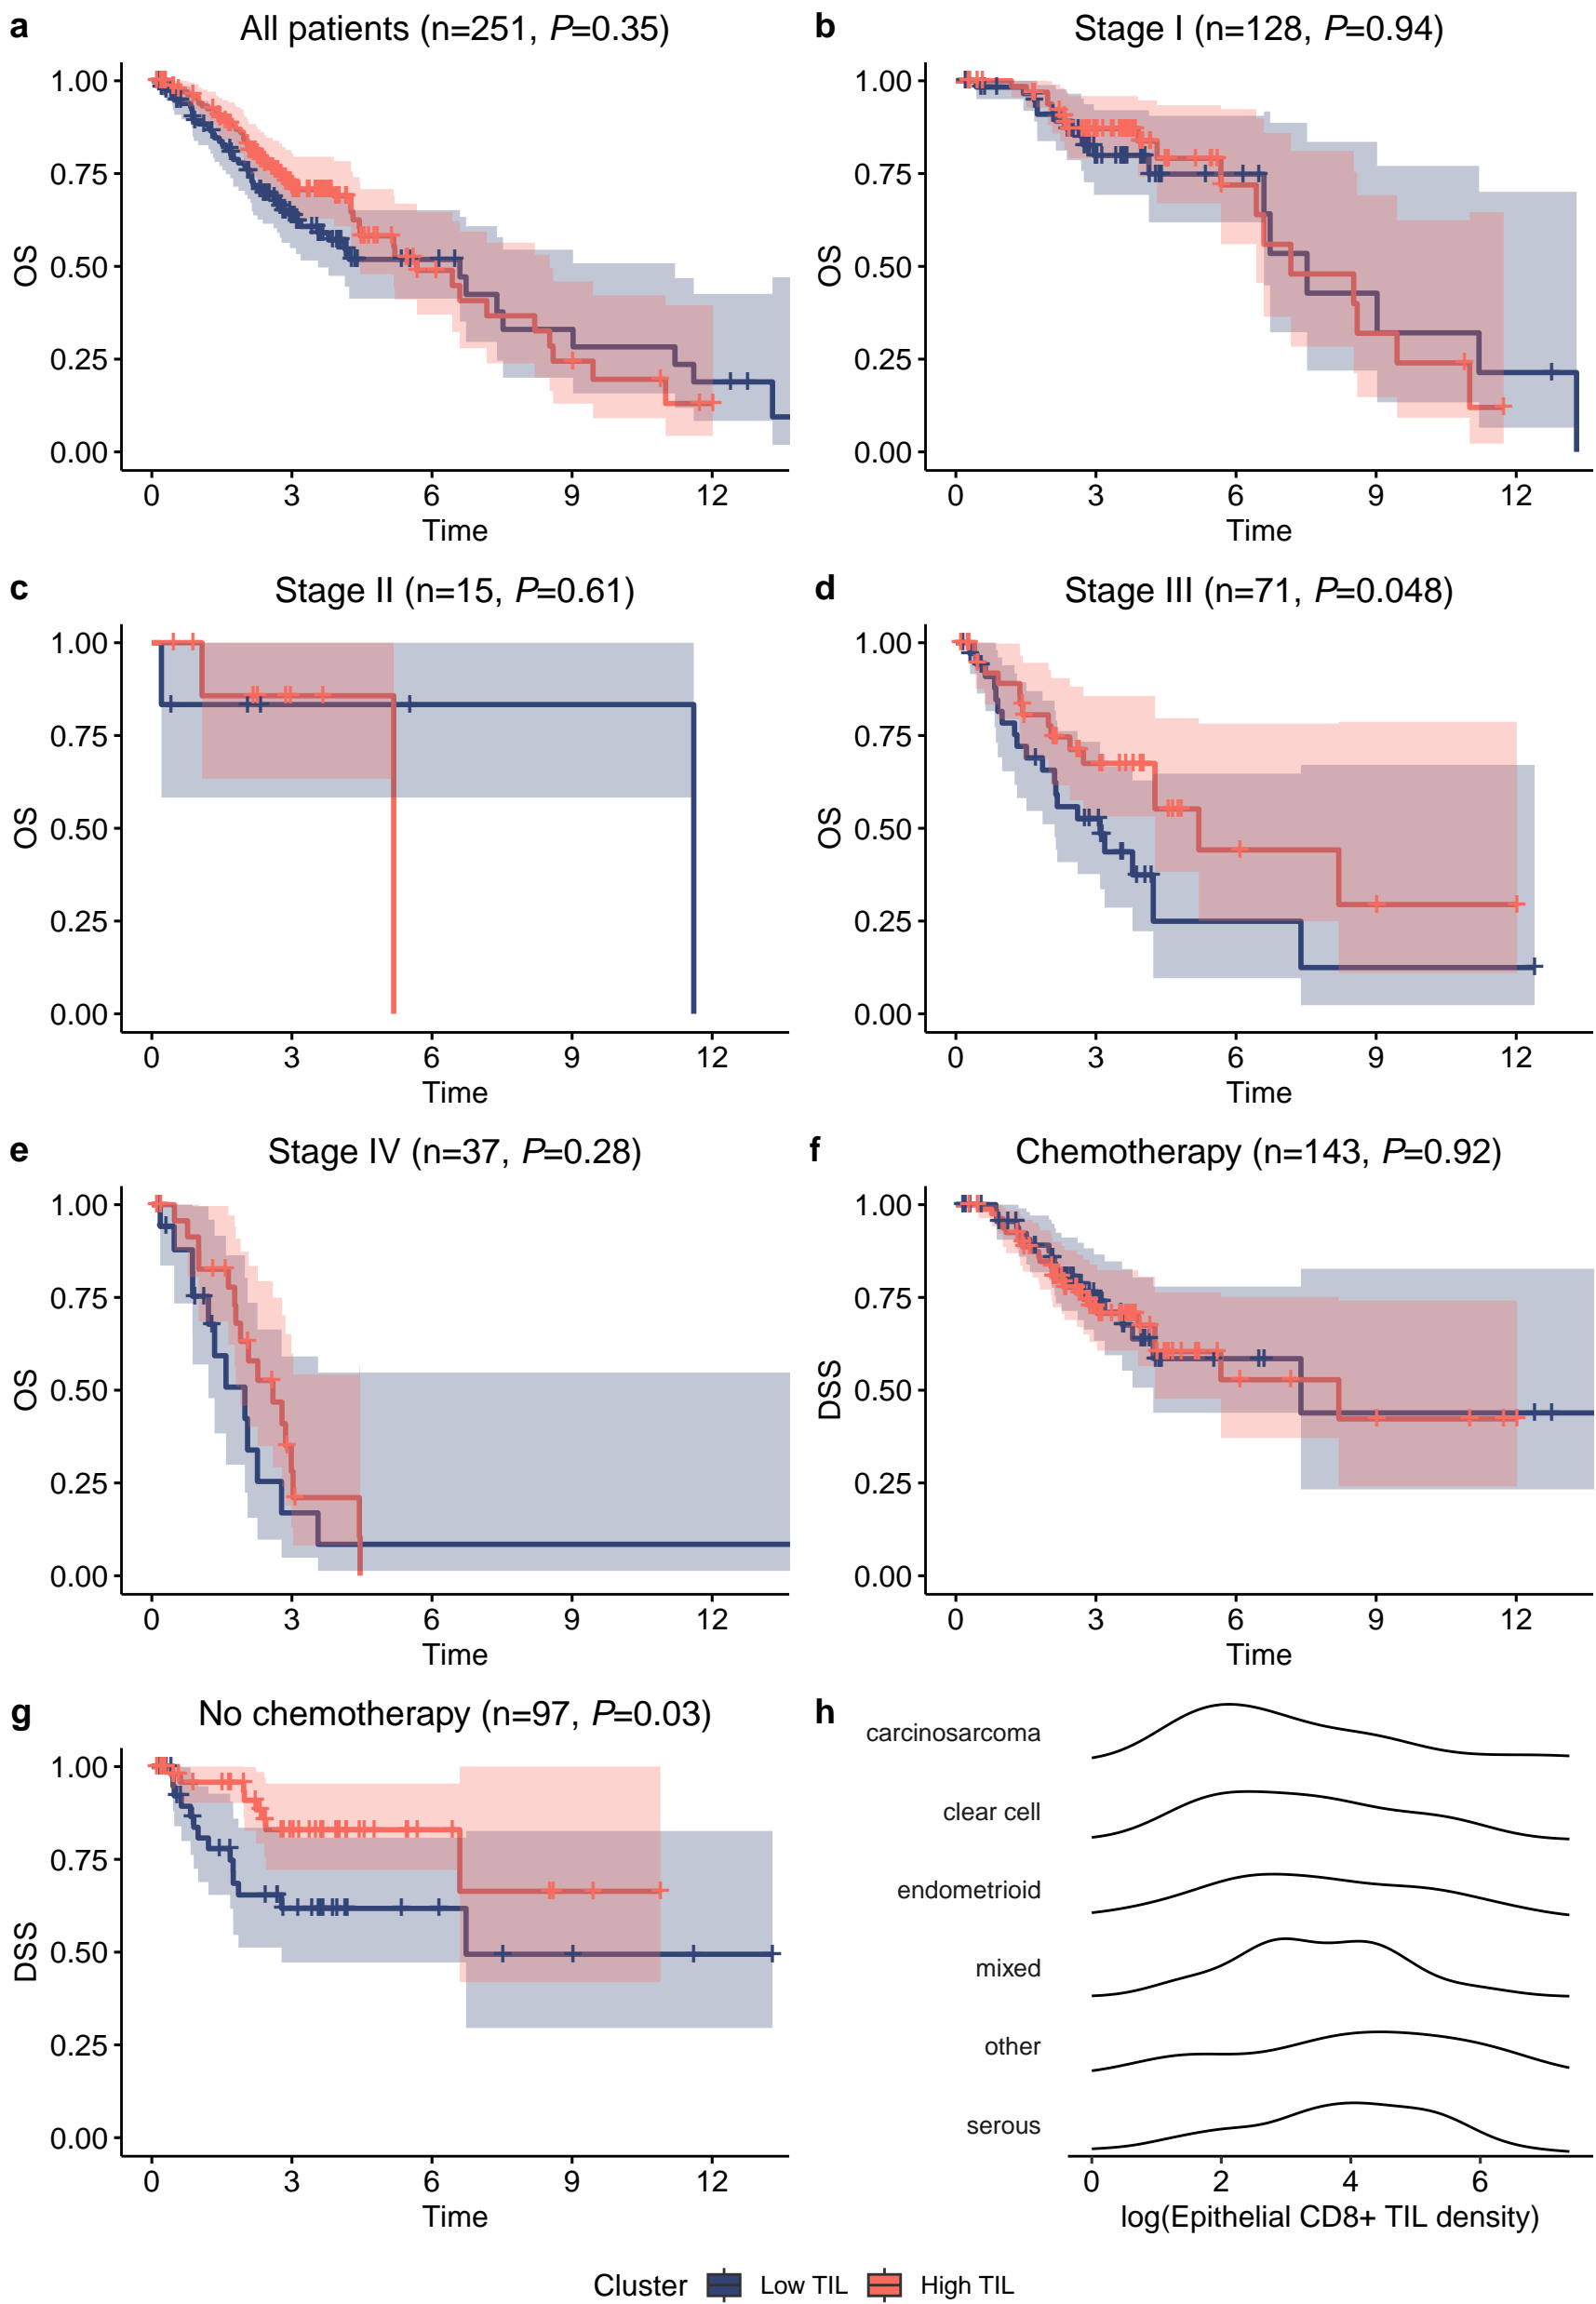 a
All patients (n=251, P=0.35)
1.00
0.75
0.50
0.25
0.00
OS
0 3 6 9 12
Time
b
Stage I (n=128, P=0.94)
1.00
0.75
0.50
0.25
0.00
OS
0 3 6 9 12
Time
c
Stage II (n=15, P=0.61)
1.00
0.75
0.50
0.25
0.00
OS
0 3 6 9 12
Time
d
Stage III (n=71, P=0.048)
1.00
0.75
0.50
0.25
0.00
OS
0 3 6 9 12
Time
e
Stage IV (n=37, P=0.28)
1.00
0.75
0.50
0.25
0.00
OS
0 3 6 9 12
Time
f
Chemotherapy (n=143, P=0.92)
1.00
0.75
0.50
0.25
0.00
DSS
0 3 6 9 12
Time
g
No chemotherapy (n=97, P=0.03)
1.00
0.75
0.50
0.25
0.00
DSS
0 3 6 9 12
Time
h
carcinosarcoma
clear cell
endometrioid
mixed
other
serous
0 2 4 6
log(Epithelial CD8+ TIL density)
Cluster Low TIL High TIL